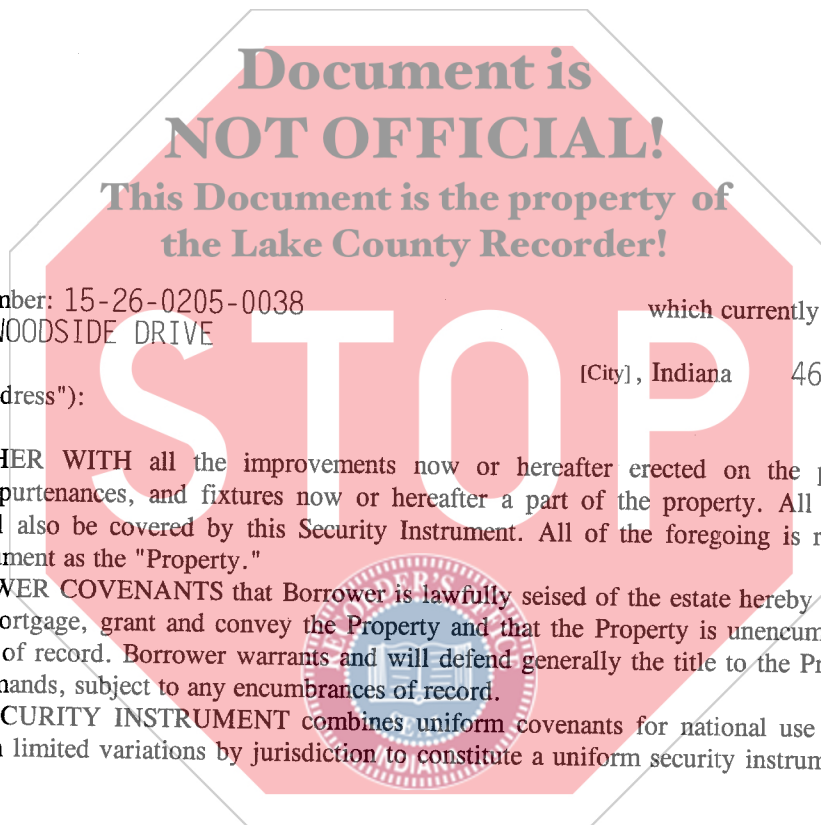 Document is
NOT OFFICIAL!
This Document is the property of
the Lake County Recorder!
mber: 15-26-0205-0038 which currently
WOODSIDE DRIVE
[City], Indiana 46
dress"):
STOP
HER WITH all the improvements now or hereafter erected on the
purtenances, and fixtures now or hereafter a part of the property. All
l also be covered by this Security Instrument. All of the foregoing is r
ument as the "Property."
WER COVENANTS that Borrower is lawfully seised of the estate hereby
ortgage, grant and convey the Property and that the Property is unencum
of record. Borrower warrants and will defend generally the title to the Pr
mands, subject to any encumbrances of record.
CURITY INSTRUMENT combines uniform covenants for national use
limited variations by jurisdiction to constitute a uniform security instrum
RECORDER'S OFFICE
SEAL
INDIANA